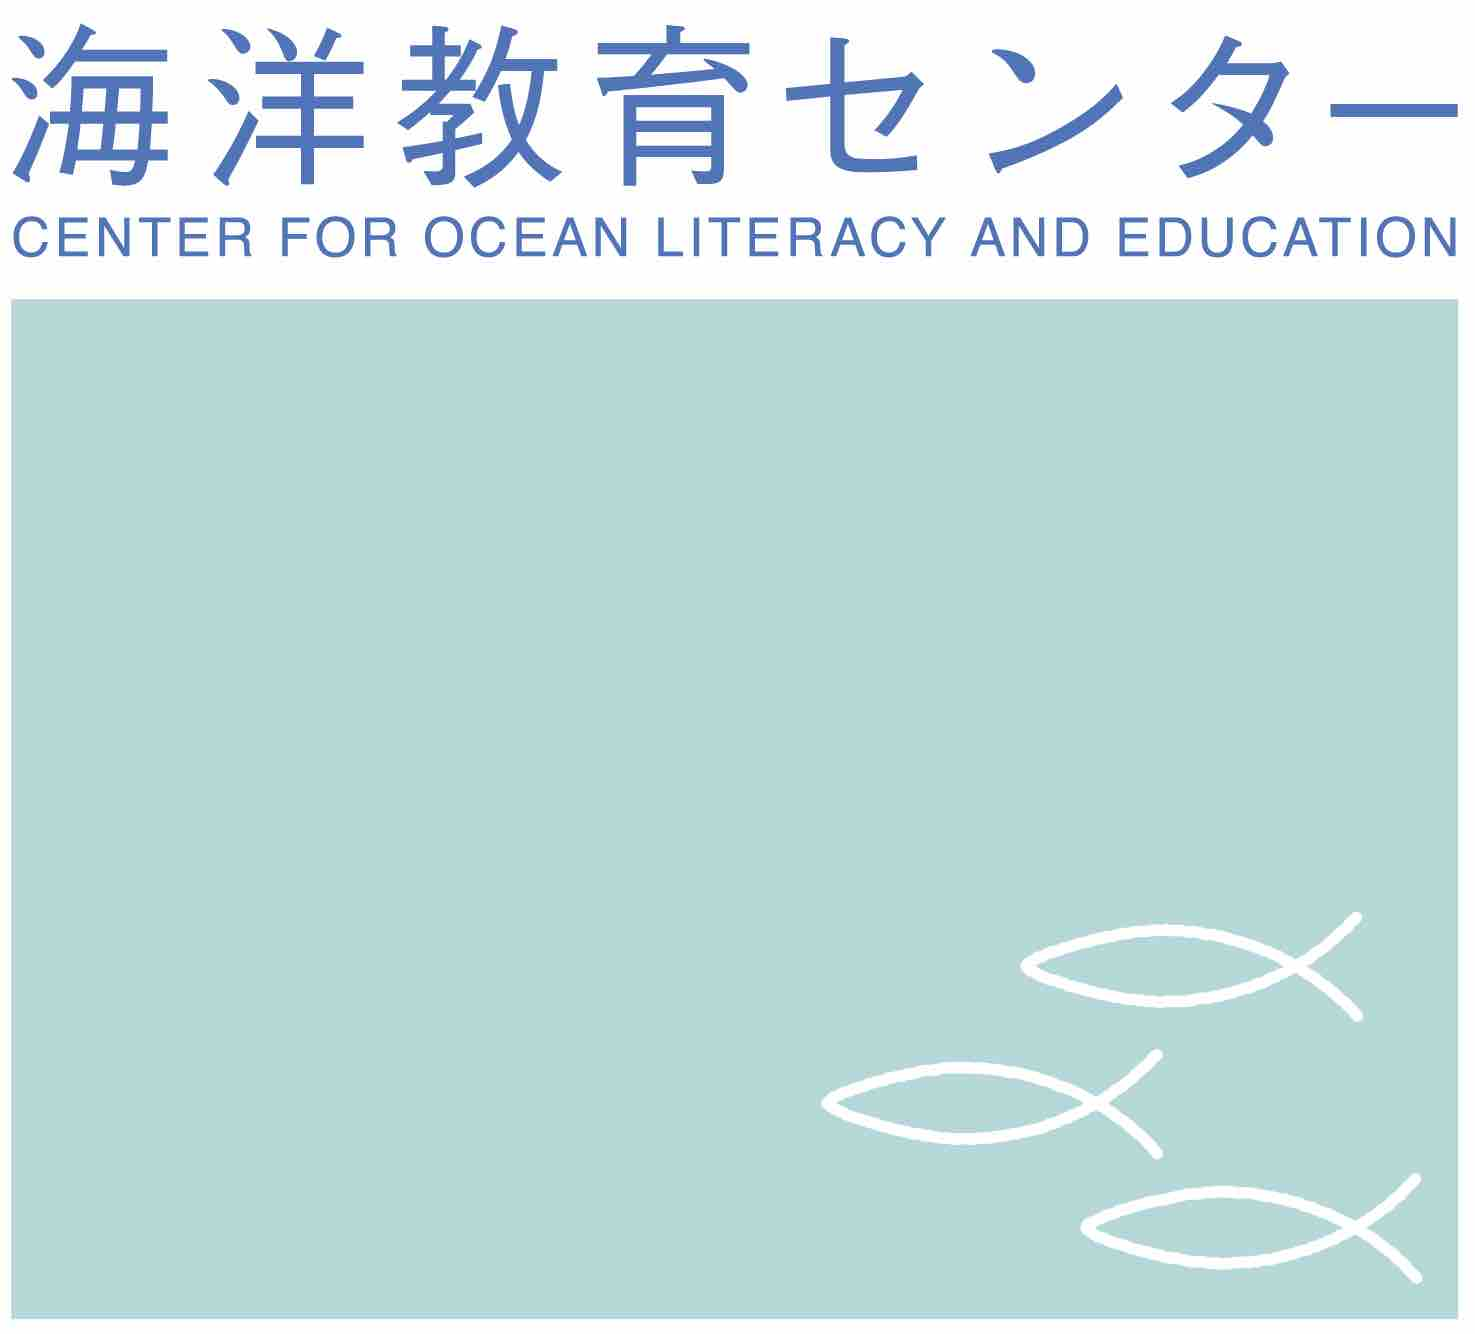 海洋教育センター
CENTER FOR OCEAN LITERACY AND EDUCATION